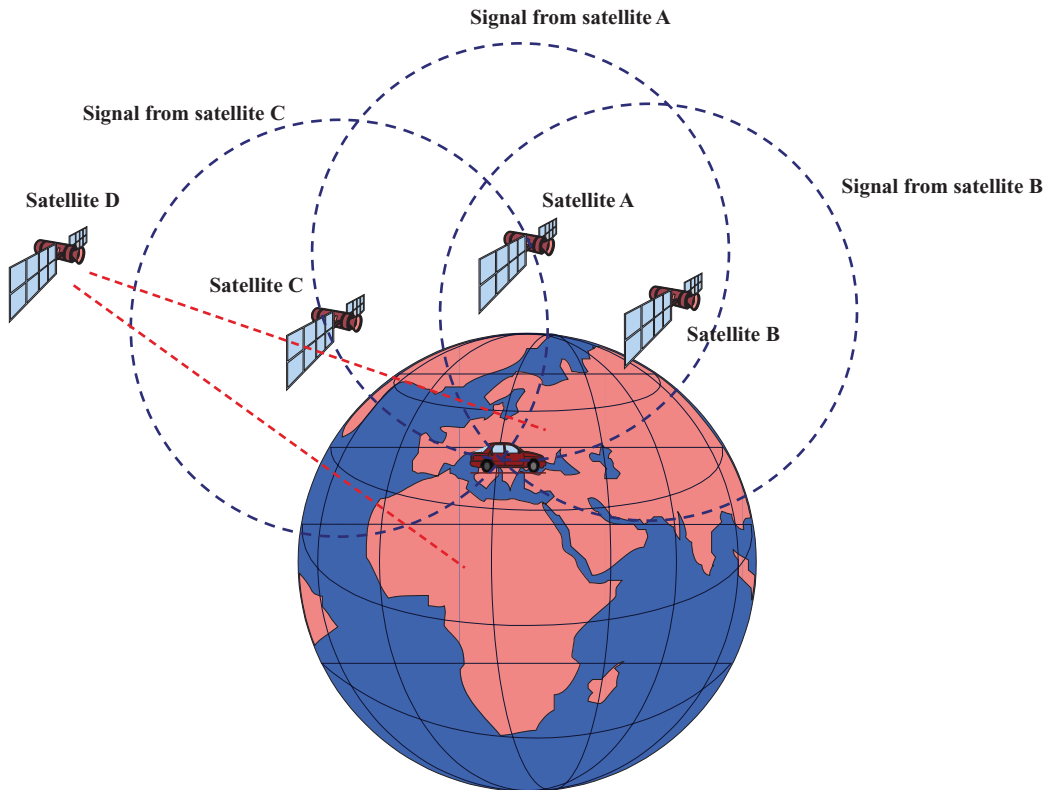 Signal from satellite A
Signal from satellite C
Signal from satellite B
Satellite D
Satellite A
Satellite C
Satellite B